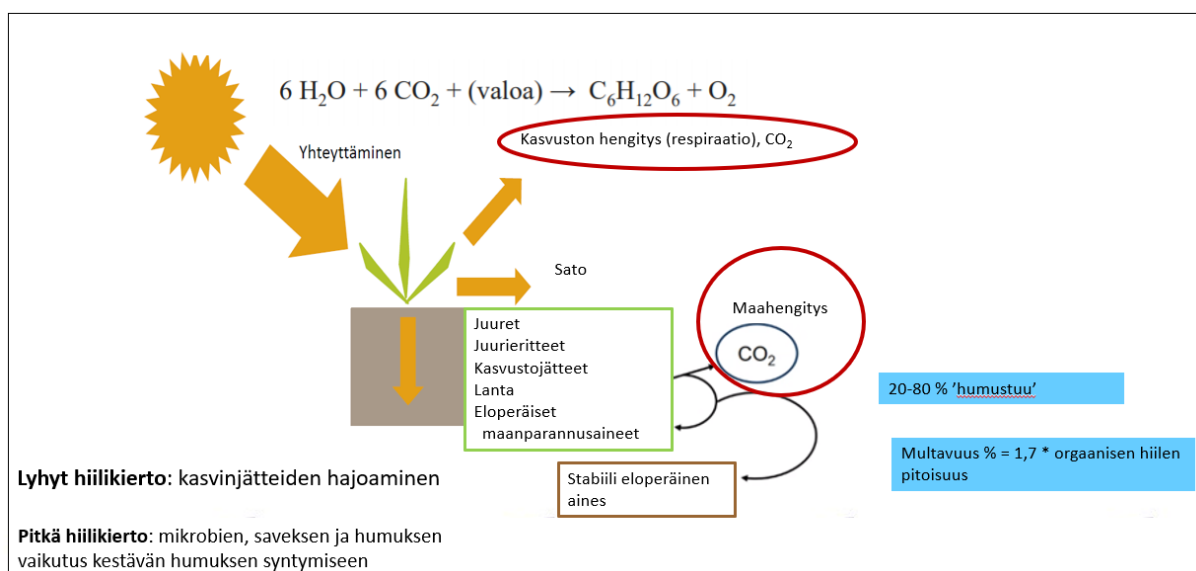 6 H₂O + 6 CO₂ + (valoa) → C₆H₁₂O₆ + O₂
Kasvuston hengitys (respiraatio), CO₂
Yhteyttäminen
Sato
Juuret
Juurieritteet
Kasvustojätteet
Lanta
Eloperäiset
maanparannusaineet
Maahengitys
CO₂
20-80 % ’humustuu’
Multavuus % = 1,7 * orgaanisen hiilen
pitoisuus
Stabiili eloperäinen
aines
Lyhyt hiilikierto: kasvinjätteiden hajoaminen
Pitkä hiilikierto: mikrobien, saveksen ja humuksen
vaikutus kestävän humuksen syntymiseen